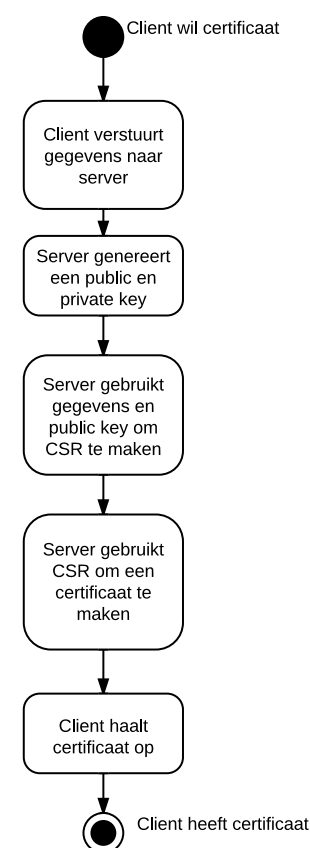 Client wil certificaat
Client verstuurt
gegevens naar
server
Server genereert
een public en
private key
Server gebruikt
gegevens en
public key om
CSR te maken
Server gebruikt
CSR om een
certificaat te
maken
Client haalt
certificaat op
Client heeft certificaat